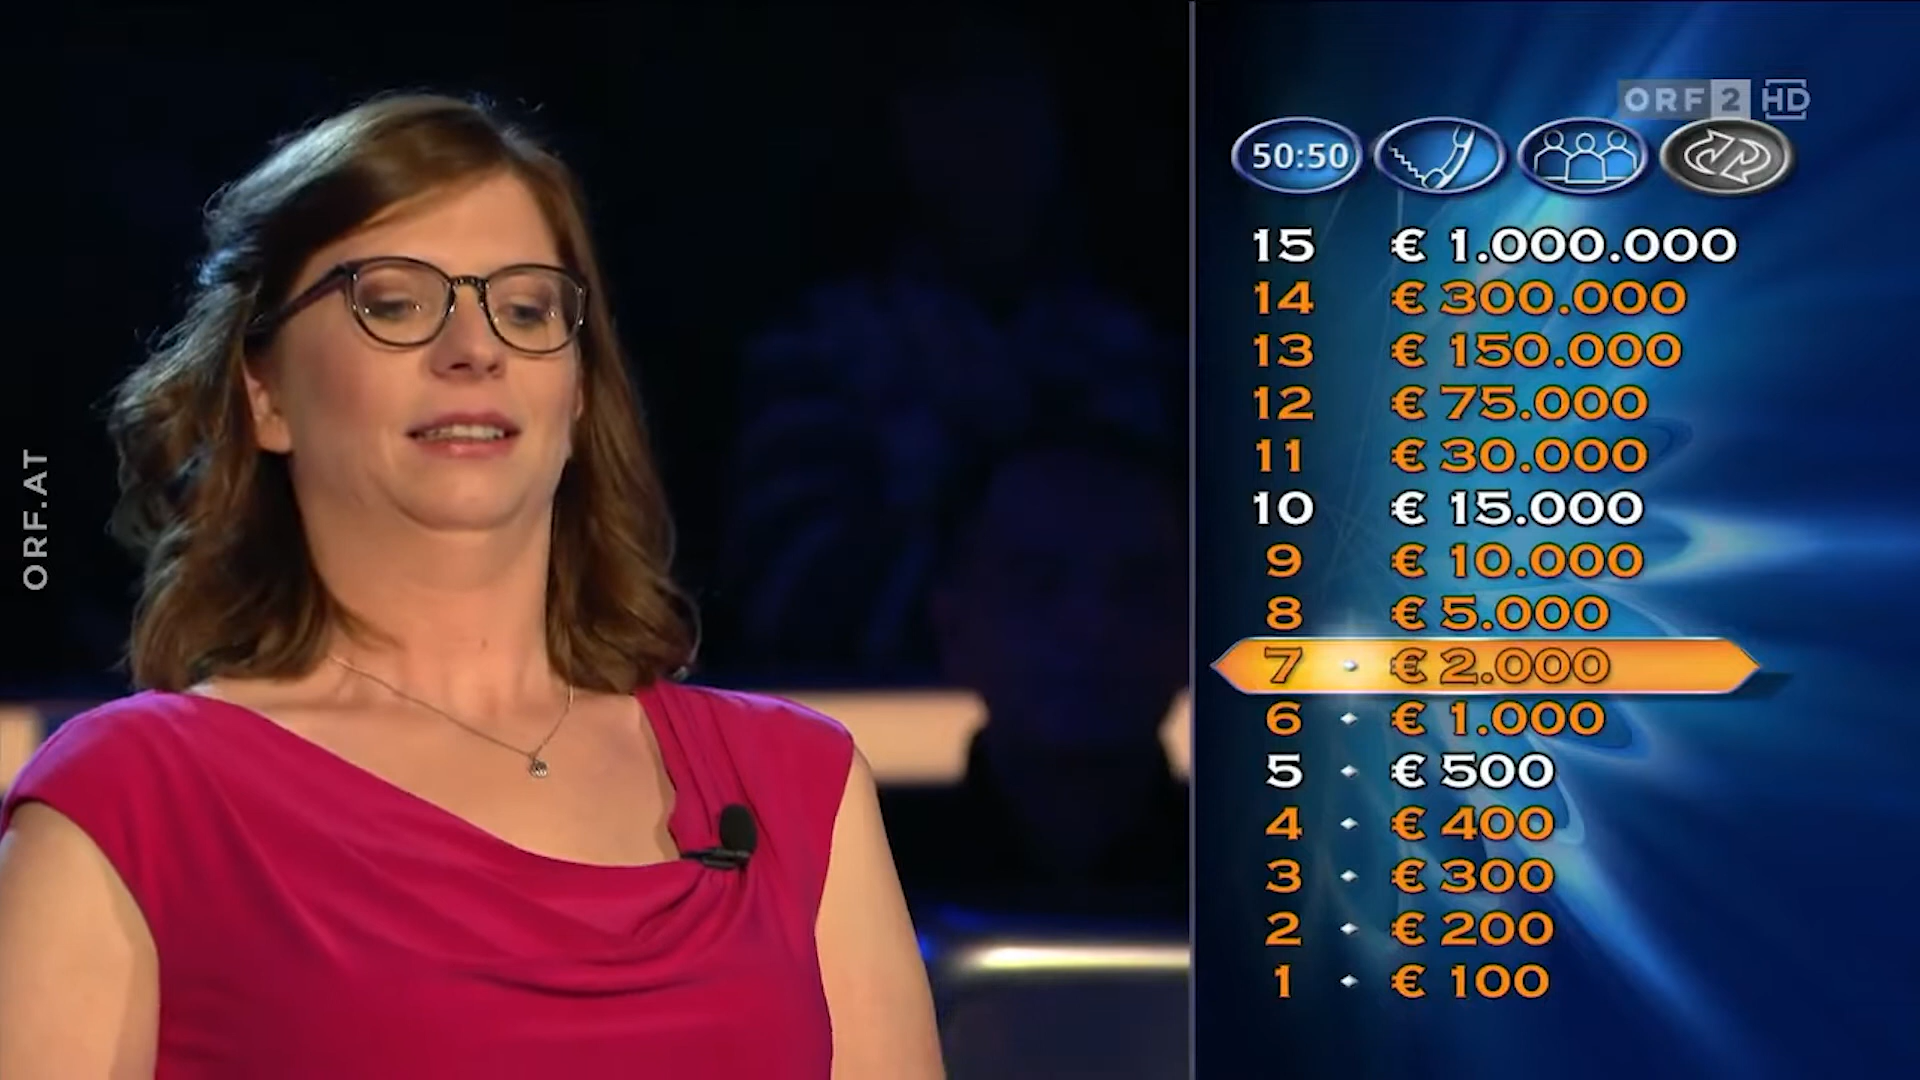 ORF 2 HD
50:50
15 € 1.000.000
14 € 300.000
13 € 150.000
12 € 75.000
11 € 30.000
10 € 15.000
9 € 10.000
8 € 5.000
7 € 2.000
6 € 1.000
5 € 500
4 € 400
3 € 300
2 € 200
1 € 100
ORF.AT